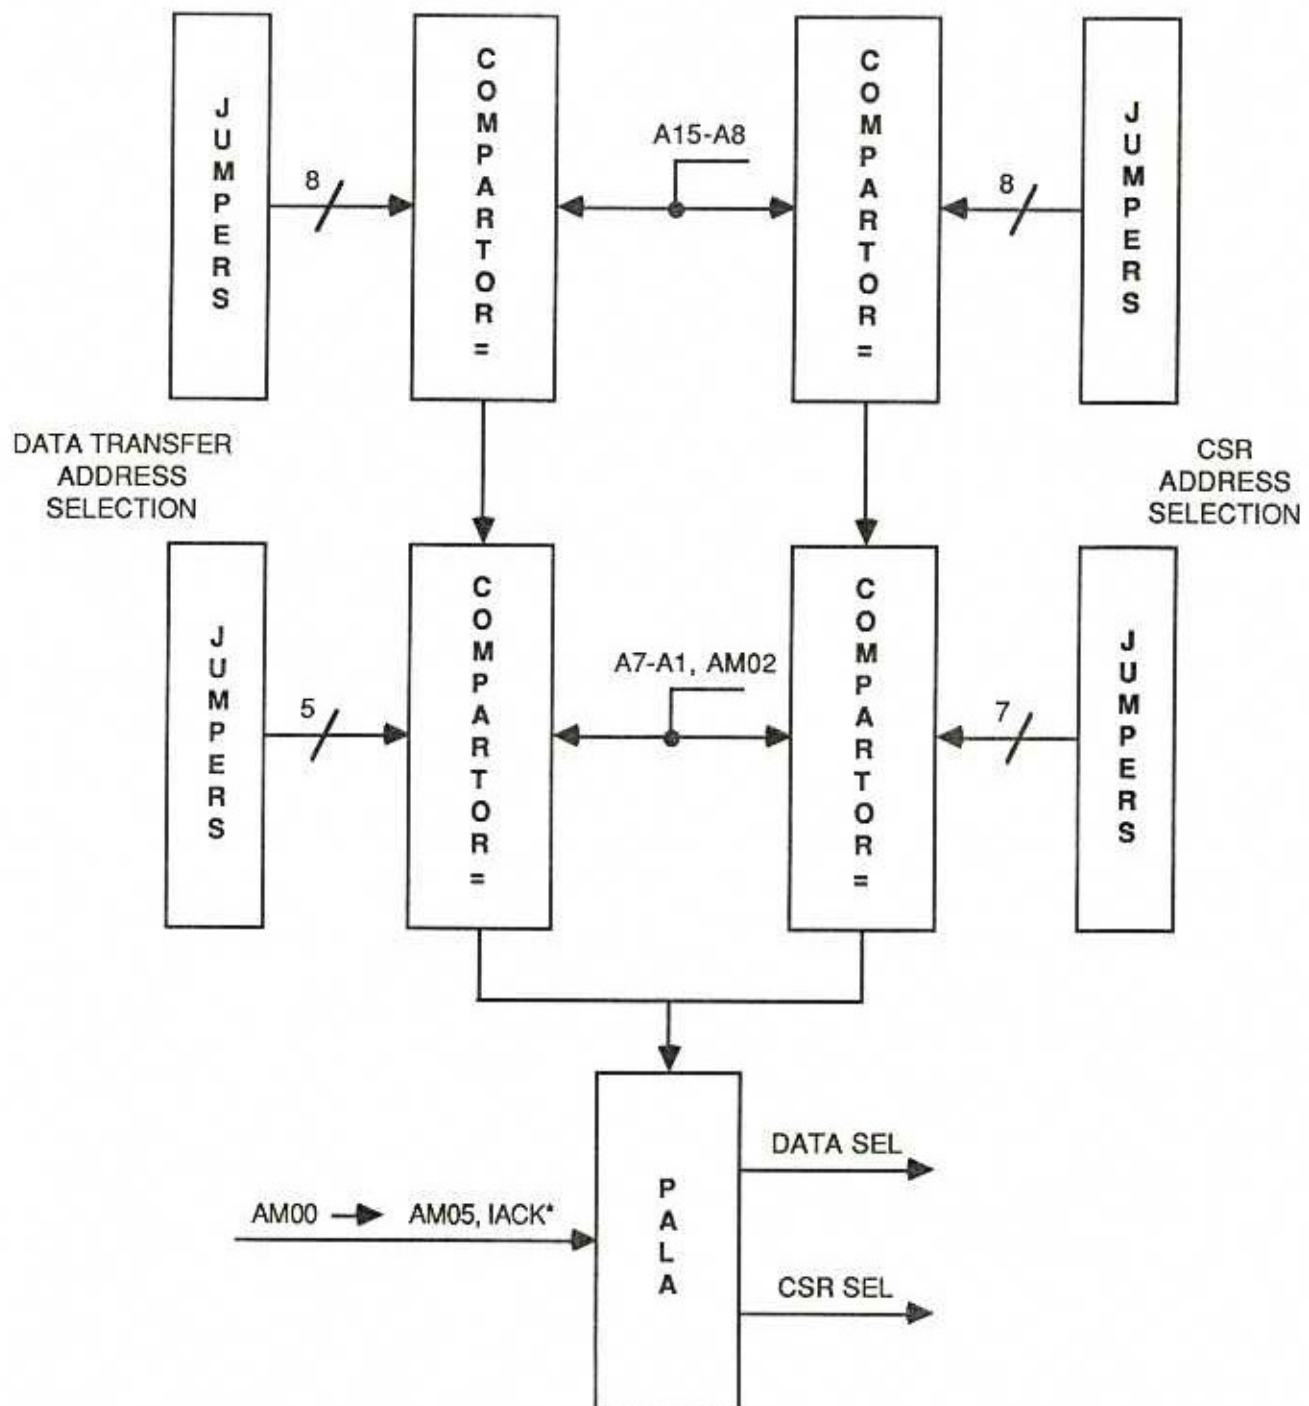 JUMPERS
8
COMPARTOR =
A15-A8
COMPARTOR =
8
JUMPERS
DATA TRANSFER
ADDRESS
SELECTION
CSR
ADDRESS
SELECTION
JUMPERS
5
COMPARTOR =
A7-A1, AM02
COMPARTOR =
7
JUMPERS
AM00 → AM05, IACK*
PALA
DATA SEL
CSR SEL